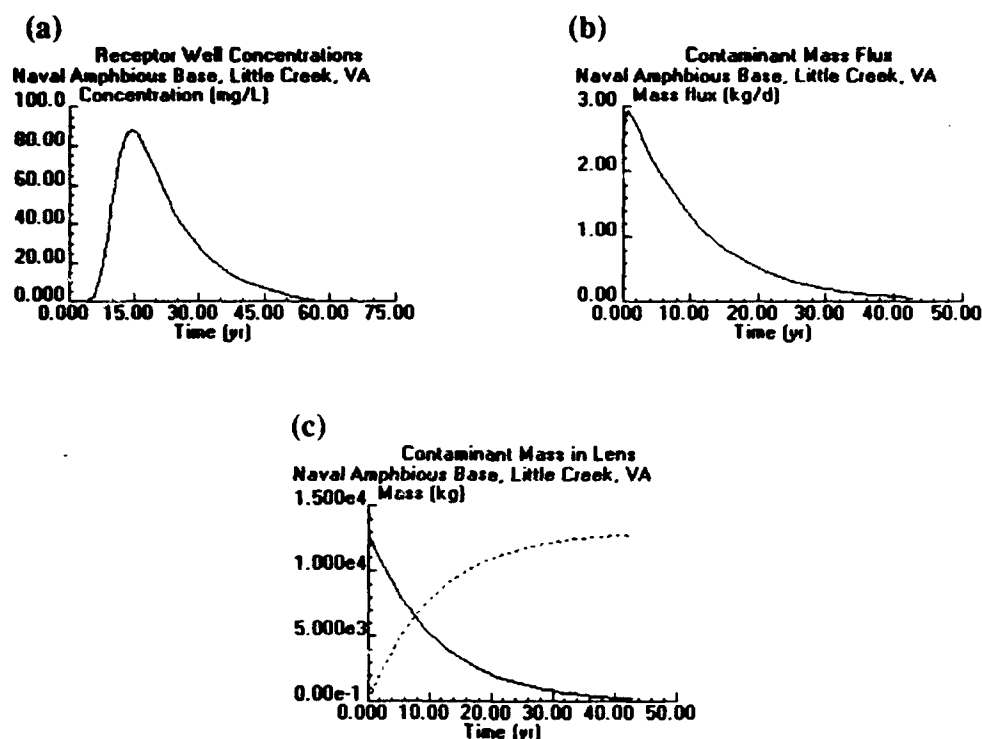 (a)
Receptor Well Concentrations
Naval Amphbious Base, Little Creek, VA
Concentration (mg/L)
100.0
80.00
60.00
40.00
20.00
0.000
0.000 15.00 30.00 45.00 60.00 75.00
Time (yr)
(b)
Contaminant Mass Flux
Naval Amphbious Base, Little Creek, VA
Mass flux (kg/d)
3.00
2.00
1.00
0.00
0.000 10.00 20.00 30.00 40.00 50.00
Time (yr)
(c)
Contaminant Mass in Lens
Naval Amphbious Base, Little Creek, VA
Mass (kg)
1.500e4
1.000e4
5.000e3
0.00e-1
0.000 10.00 20.00 30.00 40.00 50.00
Time (yr)